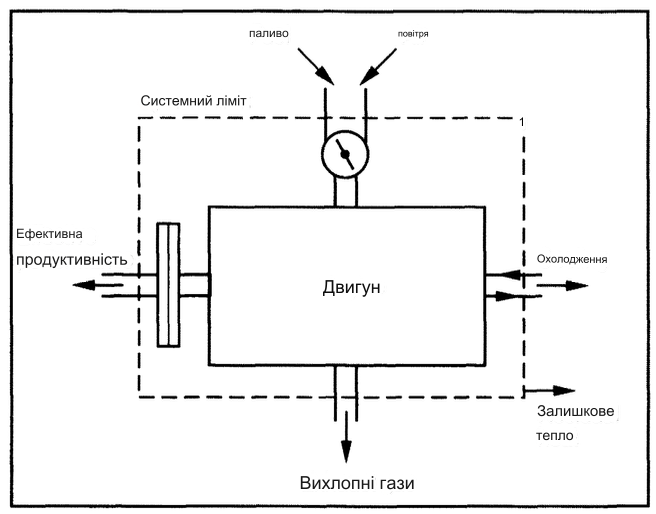 паливо
повітря
Системний ліміт
1
Ефективна
продуктивність
Охолодження
Двигун
Залишкове
тепло
Вихлопні гази